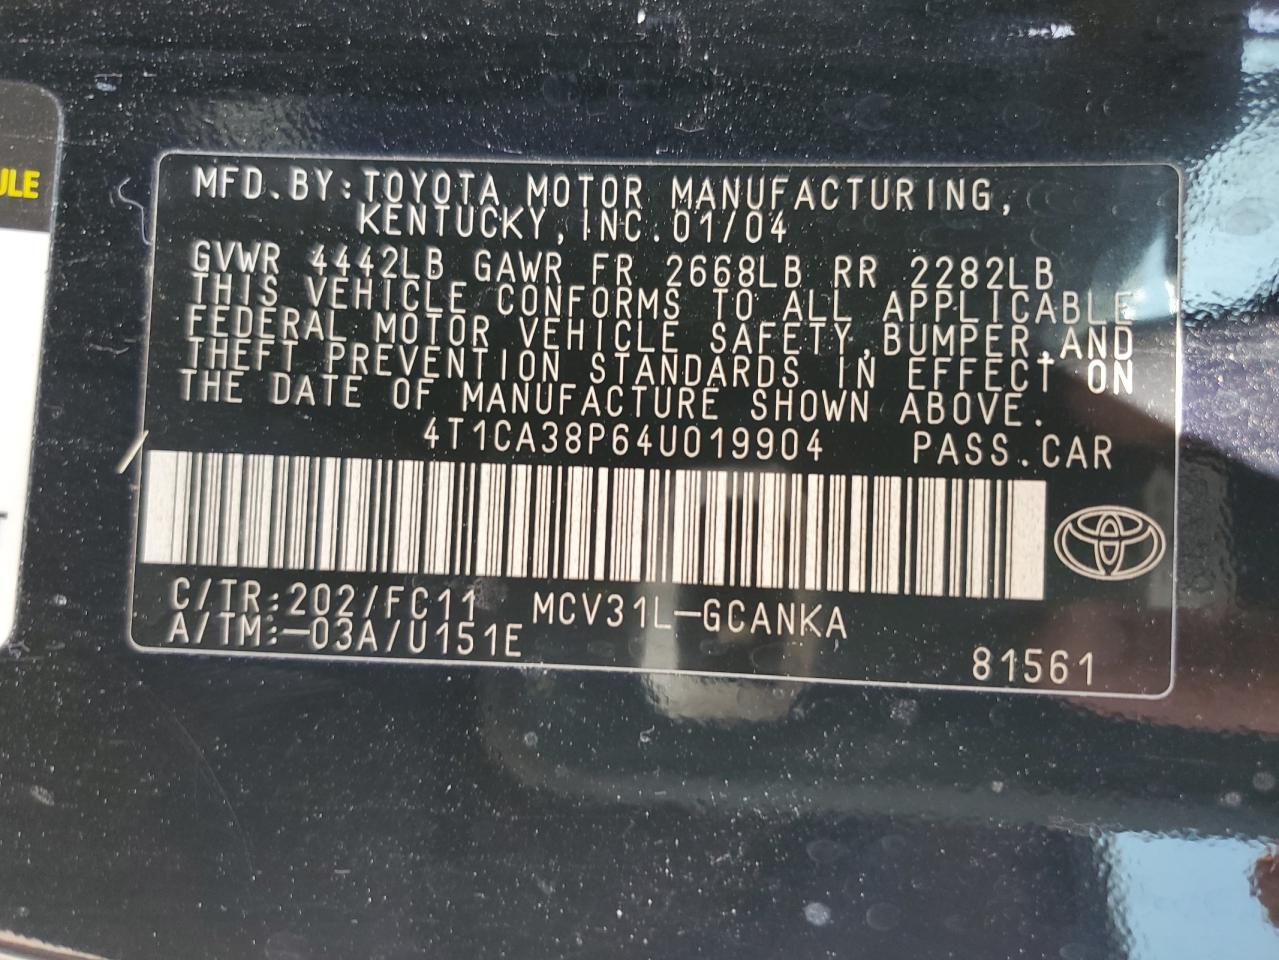 ULE
MFD.BY:TOYOTA MOTOR MANUFACTURING,
KENTUCKY,INC.01/04
GVWR 4442LB GAWR FR 2668LB RR 2282LB
THIS VEHICLE CONFORMS TO ALL APPLICABLE
FEDERAL MOTOR VEHICLE SAFETY,BUMPER,AND
THEFT PREVENTION STANDARDS IN EFFECT ON
THE DATE OF MANUFACTURE SHOWN ABOVE.
4T1CA38P64U019904 PASS.CAR
C/TR:202/FC11 MCV31L-GCANKA
A/TM:-03A/U151E
81561